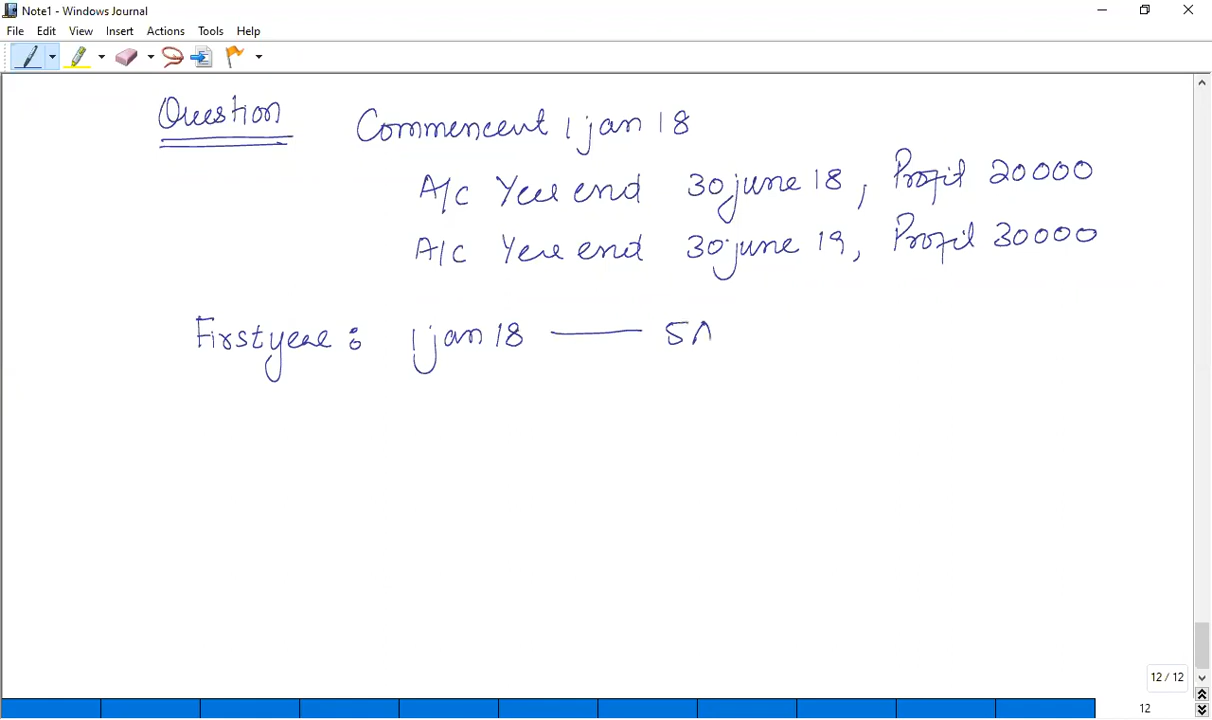 Note1 - Windows Journal
File Edit View Insert Actions Tools Help
Question Commencent 1 jan 18
A/c Year end 30 june 18, Profit 20000
A/c Year end 30 june 19, Profit 30000
First year : 1 jan 18 —— 5 A
12 / 12
12